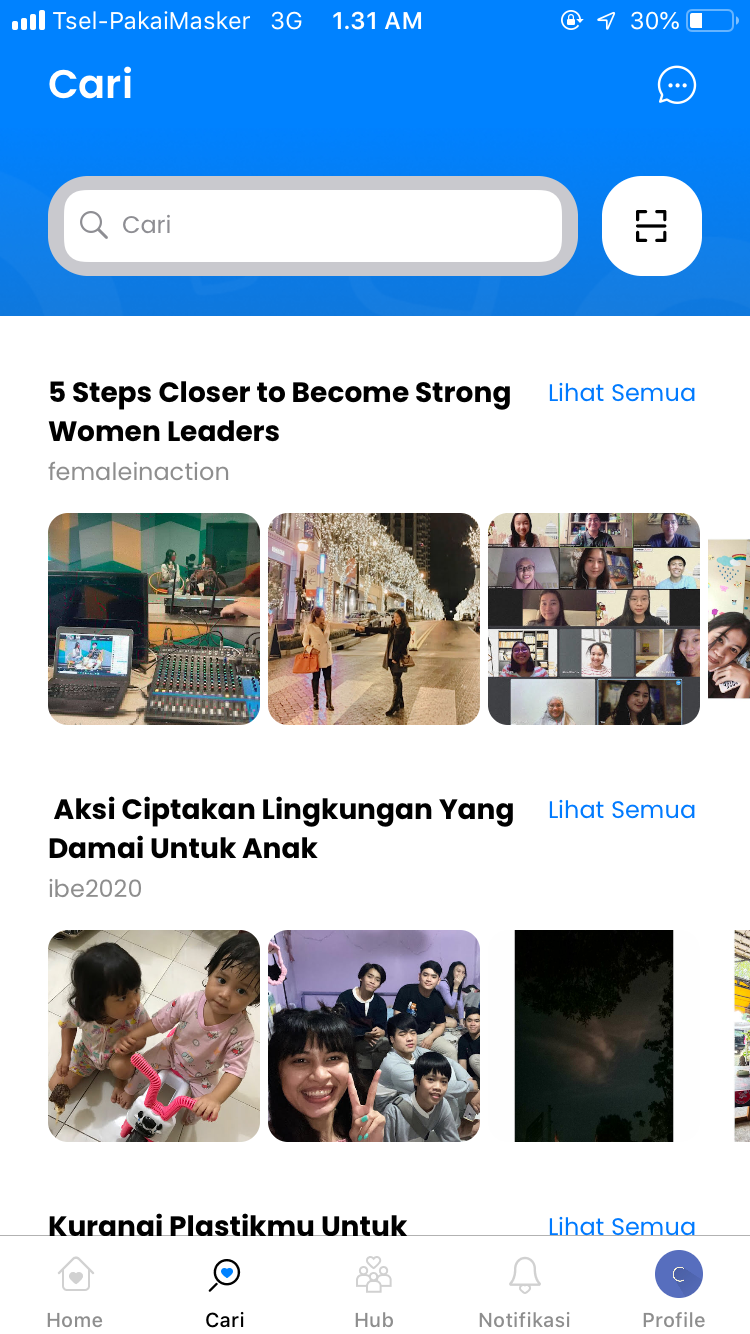 Tsel-PakaiMasker 3G 1.31 AM 30%
Cari
Cari
5 Steps Closer to Become Strong Lihat Semua
Women Leaders
femaleinaction
Aksi Ciptakan Lingkungan Yang Lihat Semua
Damai Untuk Anak
ibe2020
Kurangi Plastikmu Untuk Lihat Semua
C
Home Cari Hub Notifikasi Profile